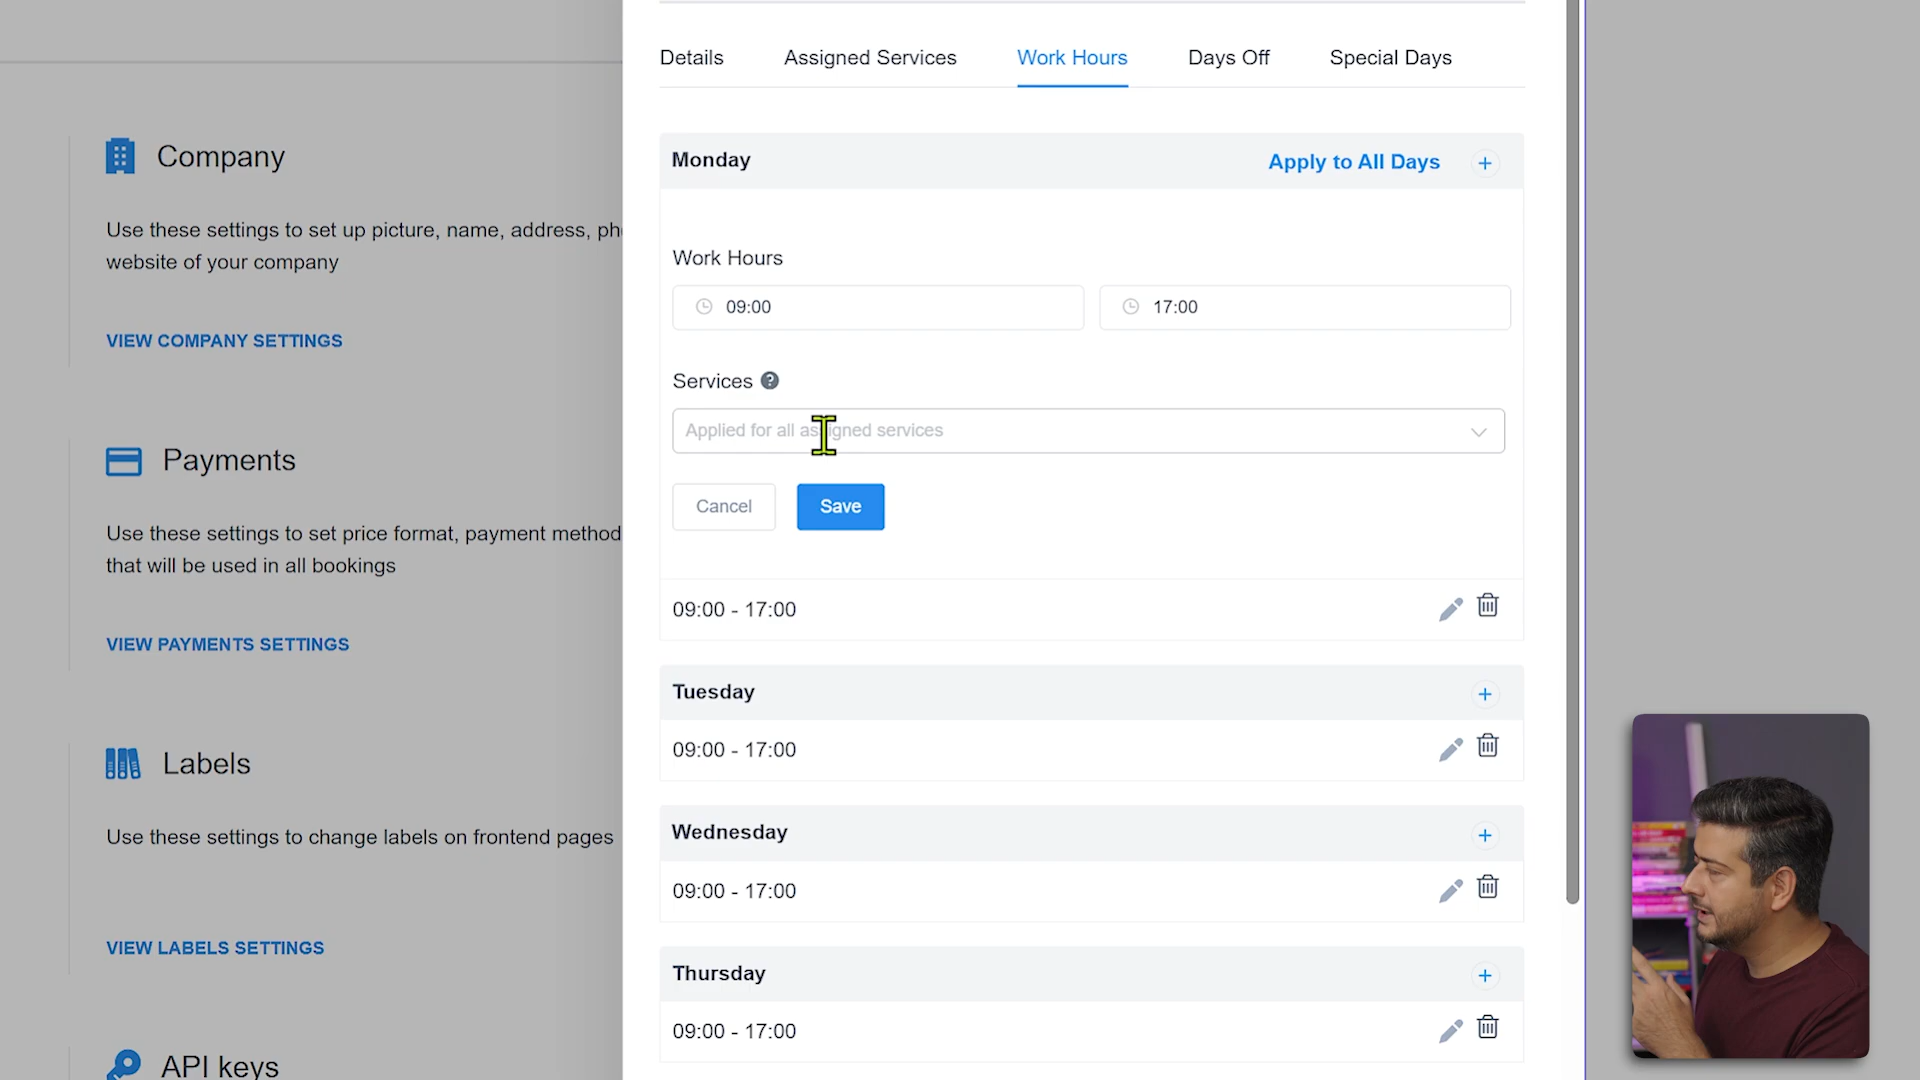 Details Assigned Services Work Hours Days Off Special Days
Company
Use these settings to set up picture, name, address, ph
website of your company
VIEW COMPANY SETTINGS
Payments
Use these settings to set price format, payment method
that will be used in all bookings
VIEW PAYMENTS SETTINGS
Labels
Use these settings to change labels on frontend pages
VIEW LABELS SETTINGS
API keys
Monday Apply to All Days +
Work Hours
09:00 17:00
Services ?
Applied for all assigned services
Cancel Save
09:00 - 17:00
Tuesday +
09:00 - 17:00
Wednesday +
09:00 - 17:00
Thursday +
09:00 - 17:00